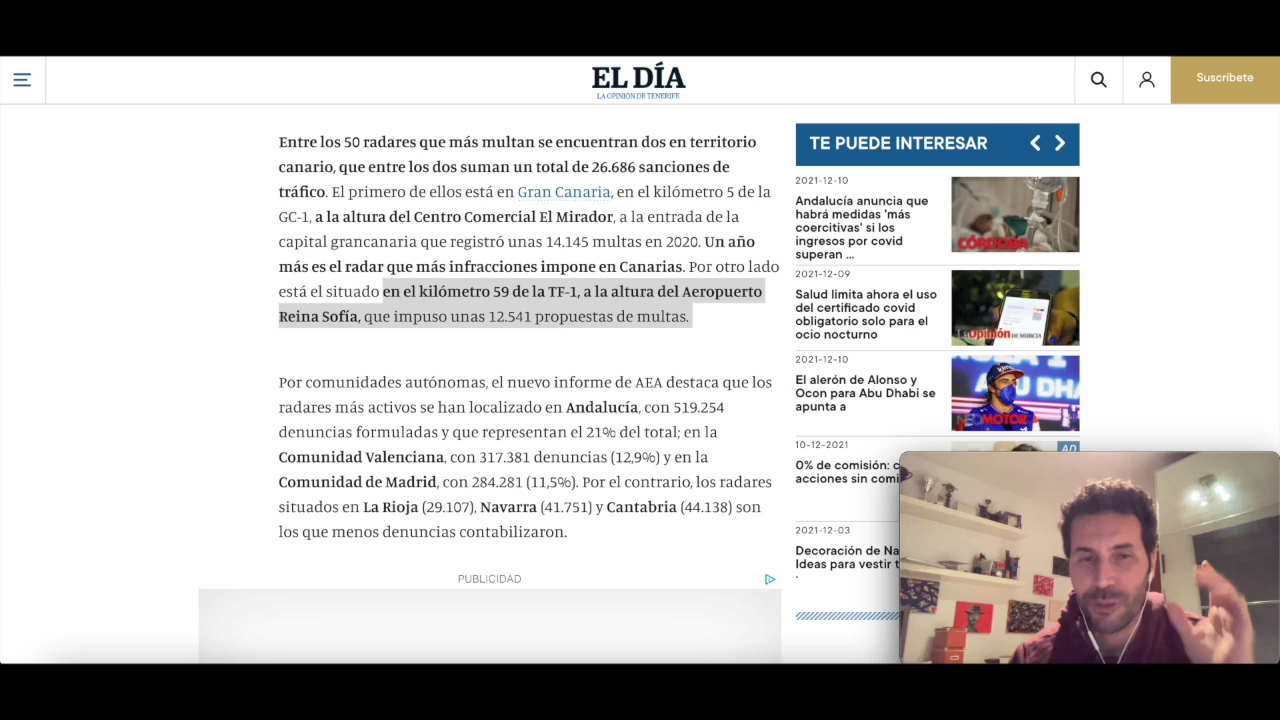 EL DÍA
LA OPINIÓN DE TENERIFE
Suscríbete
Entre los 50 radares que más multan se encuentran dos en territorio
canario, que entre los dos suman un total de 26.686 sanciones de
tráfico. El primero de ellos está en Gran Canaria, en el kilómetro 5 de la
GC-1, a la altura del Centro Comercial El Mirador, a la entrada de la
capital grancanaria que registró unas 14.145 multas en 2020. Un año
más es el radar que más infracciones impone en Canarias. Por otro lado
está el situado en el kilómetro 59 de la TF-1, a la altura del Aeropuerto
Reina Sofía, que impuso unas 12.541 propuestas de multas.
Por comunidades autónomas, el nuevo informe de AEA destaca que los
radares más activos se han localizado en Andalucía, con 519.254
denuncias formuladas y que representan el 21% del total; en la
Comunidad Valenciana, con 317.381 denuncias (12,9%) y en la
Comunidad de Madrid, con 284.281 (11,5%). Por el contrario, los radares
situados en La Rioja (29.107), Navarra (41.751) y Cantabria (44.138) son
los que menos denuncias contabilizaron.
PUBLICIDAD
TE PUEDE INTERESAR
2021-12-10
Andalucía anuncia que
habrá medidas 'más
coercitivas' si los
ingresos por covid
superan ...
CÓRDOBA
2021-12-09
Salud limita ahora el uso
del certificado covid
obligatorio solo para el
ocio nocturno
La Opinión DE MURCIA
2021-12-10
El alerón de Alonso y
Ocon para Abu Dhabi se
apunta a
ABU DHA
NEOMOTOR
10-12-2021
AD
0% de comisión: c
acciones sin comi
2021-12-03
Decoración de Na
Ideas para vestir t
.